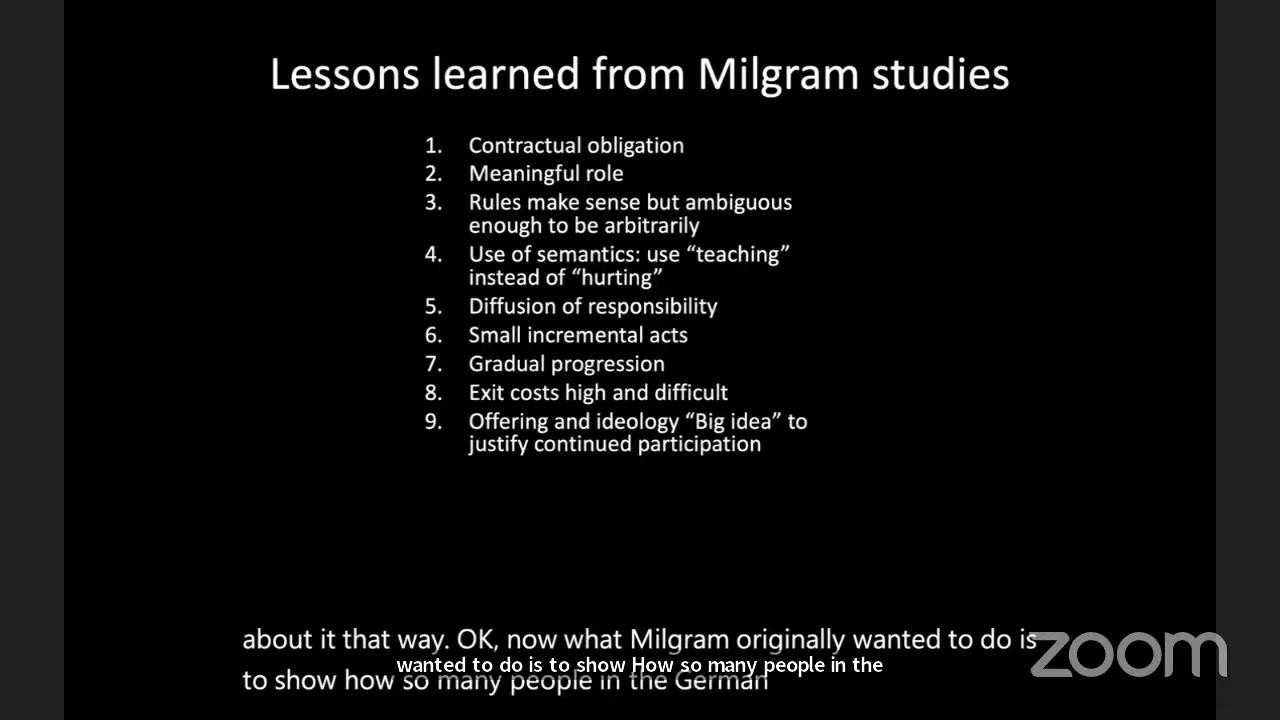 Lessons learned from Milgram studies
1. Contractual obligation
2. Meaningful role
3. Rules make sense but ambiguous
enough to be arbitrarily
4. Use of semantics: use “teaching”
instead of “hurting”
5. Diffusion of responsibility
6. Small incremental acts
7. Gradual progression
8. Exit costs high and difficult
9. Offering and ideology “Big idea” to
justify continued participation
about it that way. OK, now what Milgram originally wanted to do is
wanted to do is to show How so many people in the
to show how so many people in the German
zoom